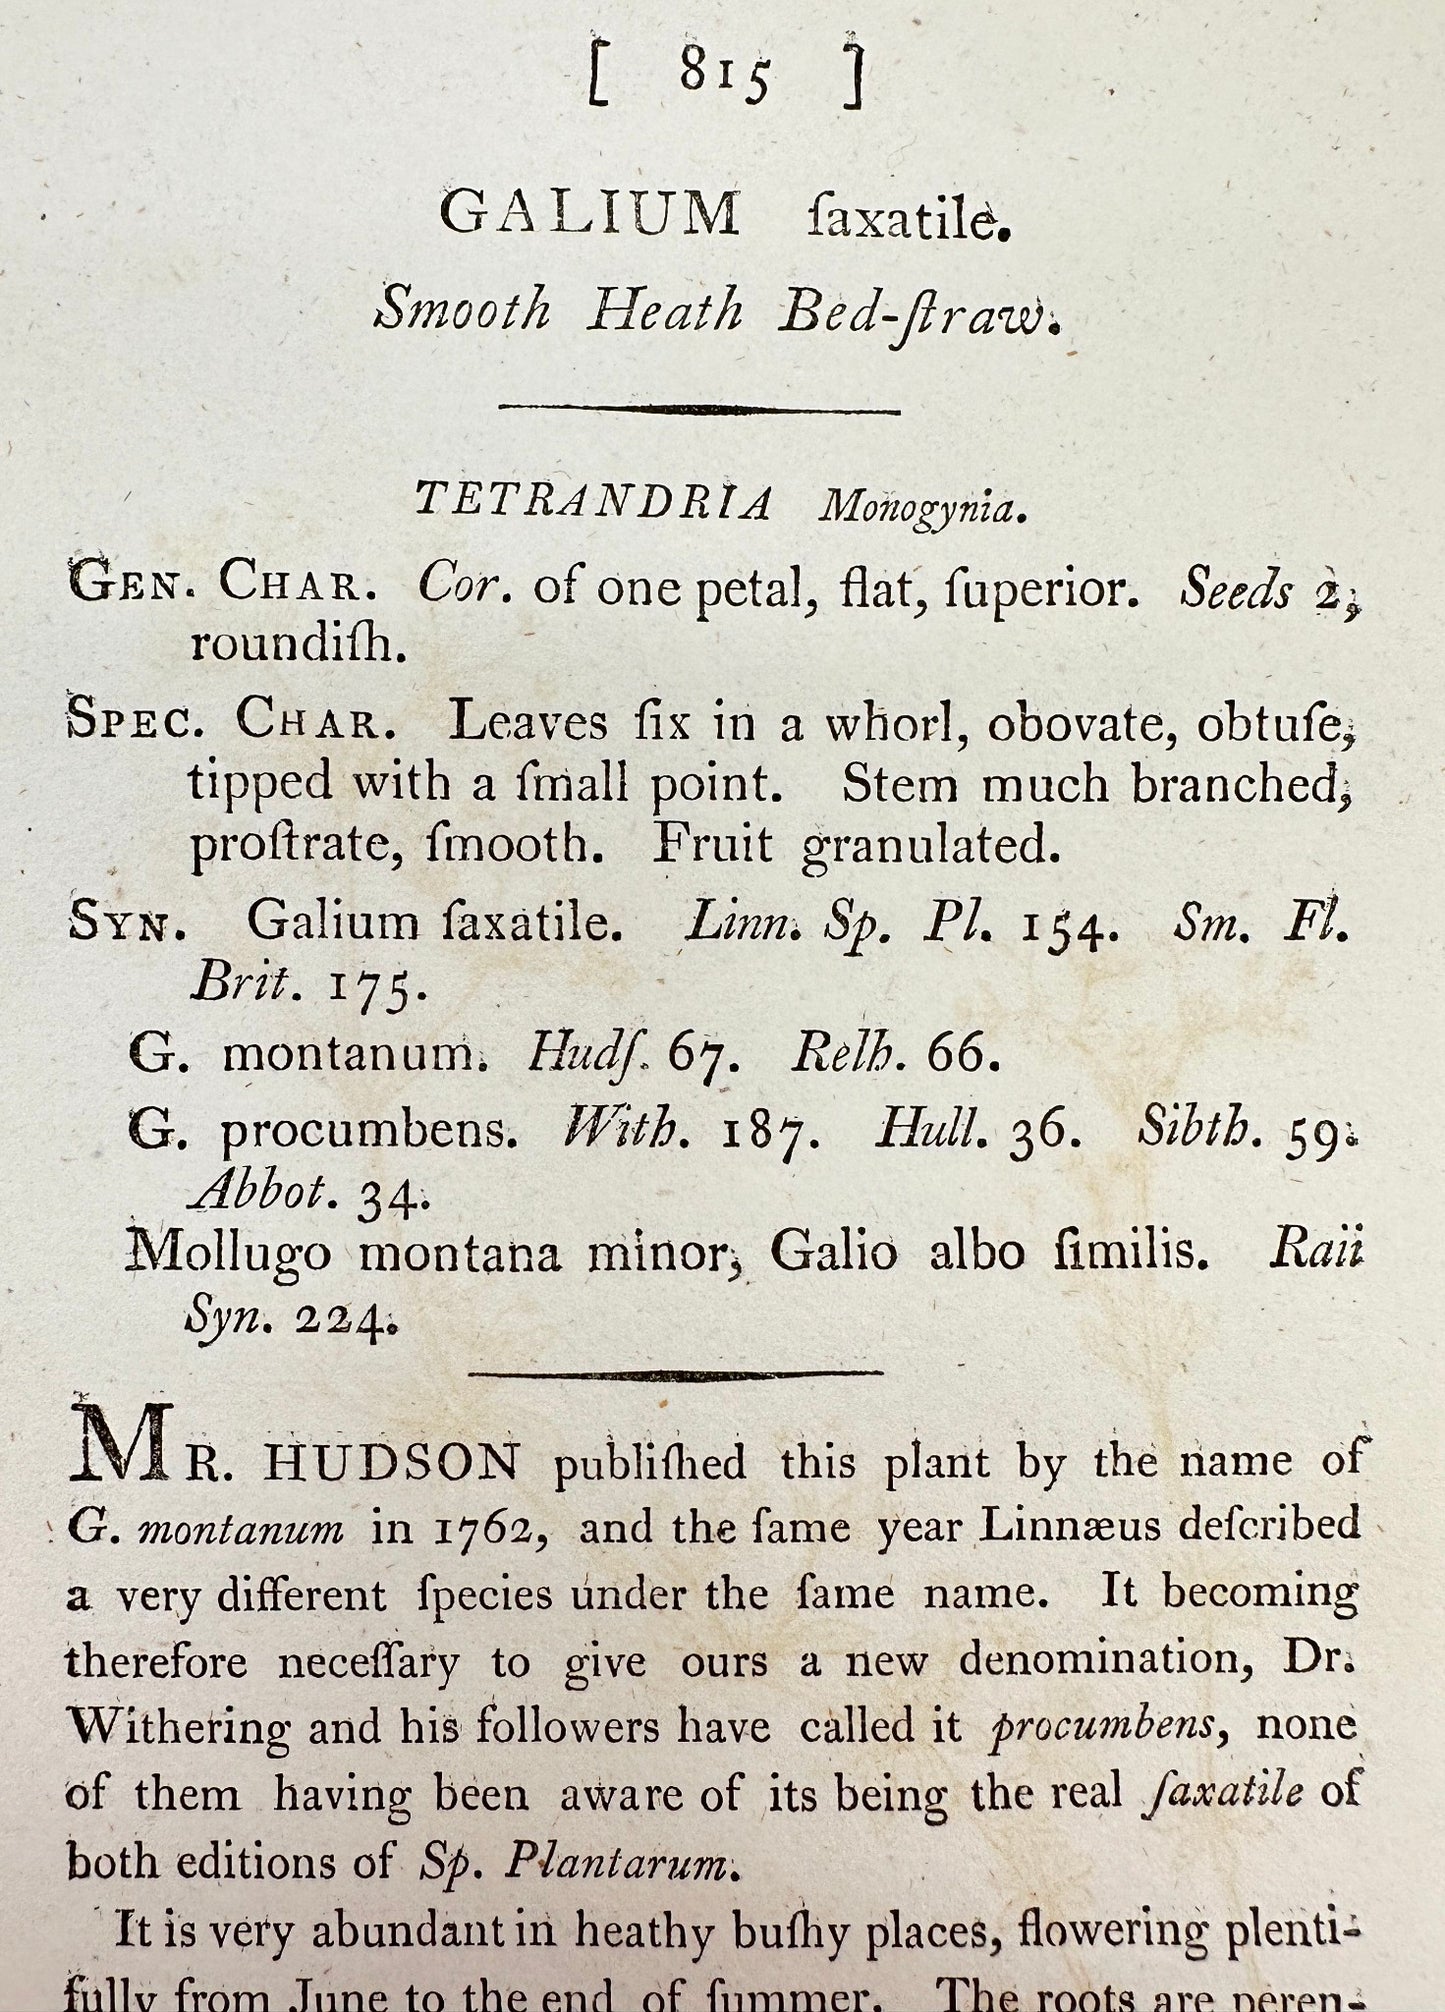 [ 815 ]
GALIUM ſaxatile.
Smooth Heath Bed-ſtraw.
TETRANDRIA Monogynia.
GEN. CHAR. Cor. of one petal, flat, ſuperior. Seeds 2,
roundiſh.
SPEC. CHAR. Leaves ſix in a whorl, obovate, obtuſe,
tipped with a ſmall point. Stem much branched,
proſtrate, ſmooth. Fruit granulated.
SYN. Galium ſaxatile. Linn. Sp. Pl. 154. Sm. Fl.
Brit. 175.
G. montanum. Hudſ. 67. Relh. 66.
G. procumbens. With. 187. Hull. 36. Sibth. 59.
Abbot. 34.
Mollugo montana minor, Galio albo ſimilis. Raii
Syn. 224.
MR. HUDSON publiſhed this plant by the name of
G. montanum in 1762, and the ſame year Linnæus deſcribed
a very different ſpecies under the ſame name. It becoming
therefore neceſſary to give ours a new denomination, Dr.
Withering and his followers have called it procumbens, none
of them having been aware of its being the real ſaxatile of
both editions of Sp. Plantarum.
It is very abundant in heathy buſhy places, flowering plenti-
fully from June to the end of ſummer. The roots are peren-